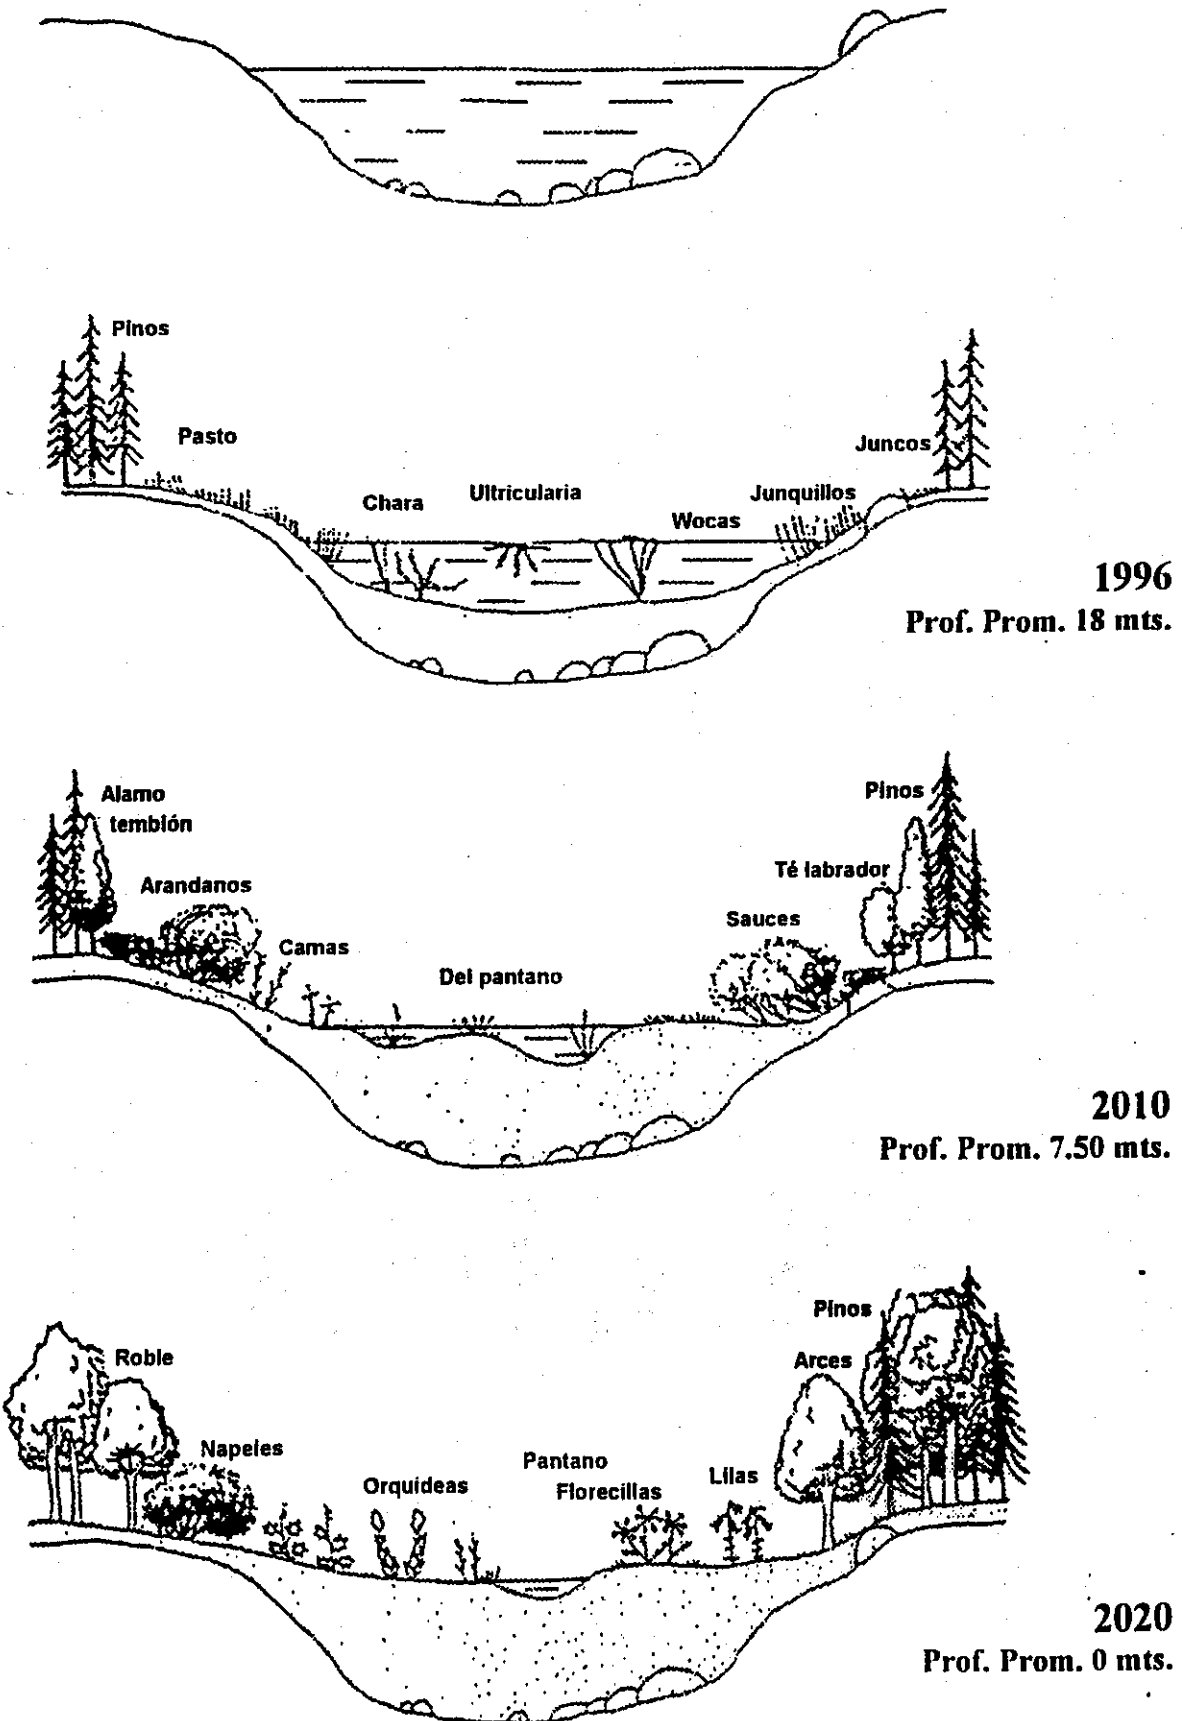 Pinos
Pasto
Juncos
Chara
Ultricularia
Junquillos
Wocas
1996
Prof. Prom. 18 mts.
Alamo
temblón
Pinos
Té labrador
Arandanos
Sauces
Camas
Del pantano
2010
Prof. Prom. 7.50 mts.
Pinos
Roble
Arces
Napeles
Pantano
Orquideas
Florecillas
Lilas
2020
Prof. Prom. 0 mts.